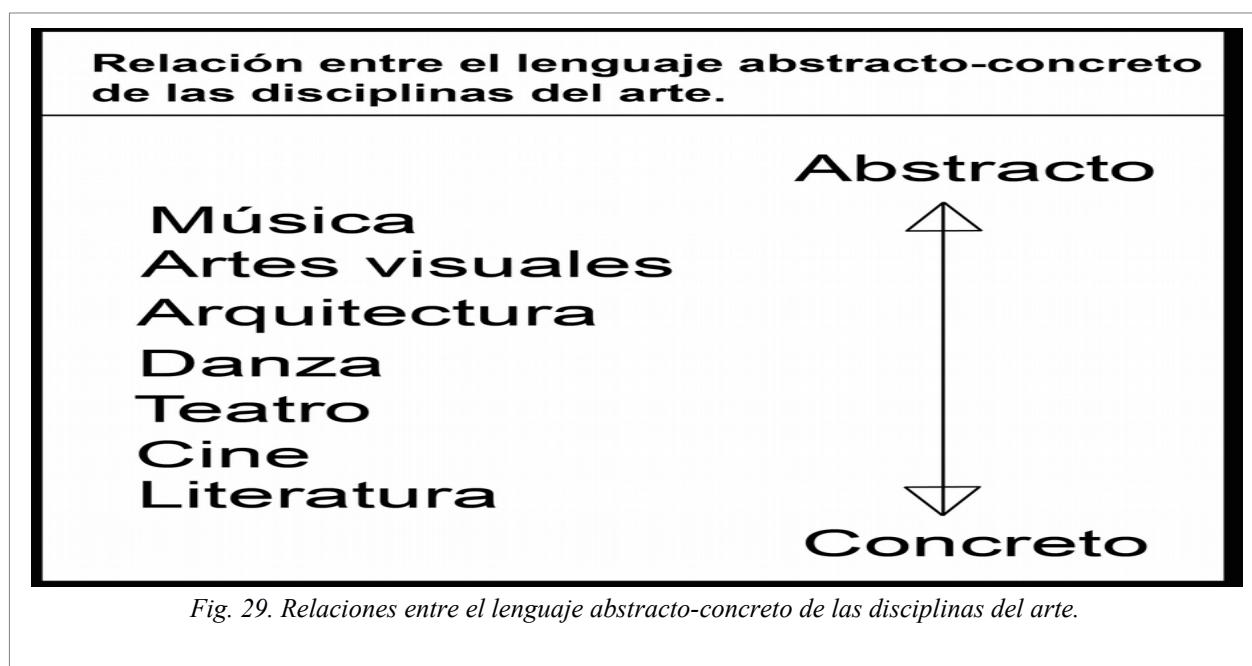 Relación entre el lenguaje abstracto-concreto
de las disciplinas del arte.
Abstracto
Música
Artes visuales
Arquitectura
Danza
Teatro
Cine
Literatura
Concreto
Fig. 29. Relaciones entre el lenguaje abstracto-concreto de las disciplinas del arte.